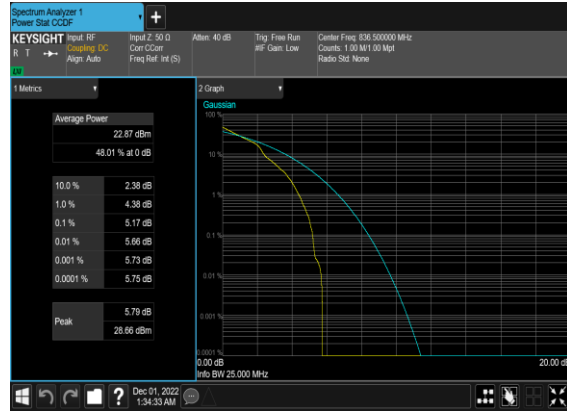 Spectrum Analyzer 1
Power Stat CCDF
KEYSIGHT
R T
LXI
Input: RF
Coupling: DC
Align: Auto
Input Z: 50 Ω
Corr CCorr
Freq Ref: Int (S)
Atten: 40 dB
Trig: Free Run
#IF Gain: Low
Center Freq: 836.500000 MHz
Counts: 1.00 M/1.00 Mpt
Radio Std: None
1 Metrics
Average Power
22.87 dBm
48.01 % at 0 dB
10.0 % 2.38 dB
1.0 % 4.38 dB
0.1 % 5.17 dB
0.01 % 5.66 dB
0.001 % 5.73 dB
0.0001 % 5.75 dB
Peak 5.79 dB
28.66 dBm
2 Graph
Gaussian
100 %
10 %
1 %
0.1 %
0.01 %
0.001 %
0.0001 %
0.00 dB
20.00 dB
Info BW 25.000 MHz
Dec 01, 2022
1:34:33 AM